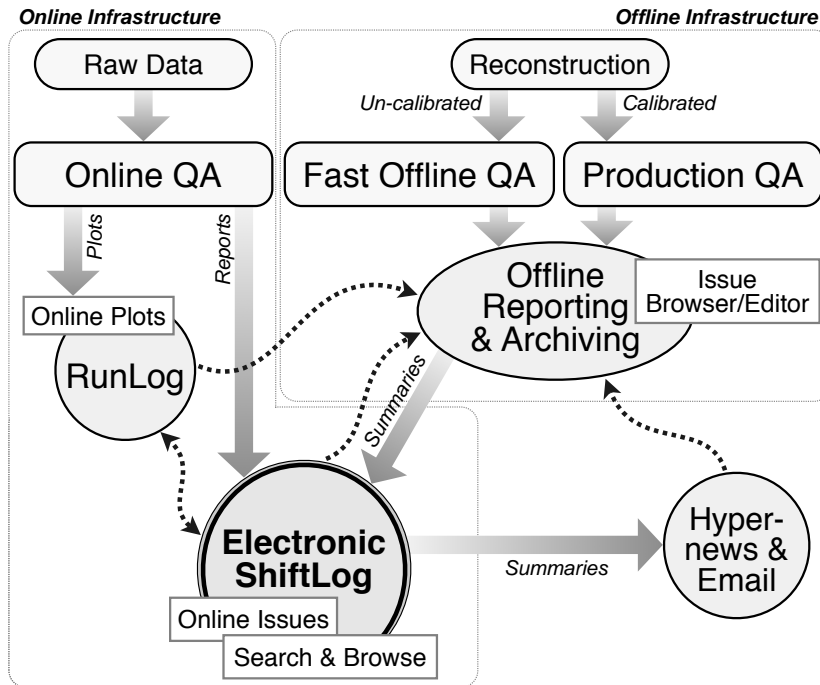 Online Infrastructure
Offline Infrastructure
Raw Data
Reconstruction
Un-calibrated
Calibrated
Online QA
Fast Offline QA
Production QA
Plots
Reports
Online Plots
RunLog
Offline
Reporting
& Archiving
Issue
Browser/Editor
Summaries
Electronic
ShiftLog
Online Issues
Search & Browse
Summaries
Hyper-
news &
Email